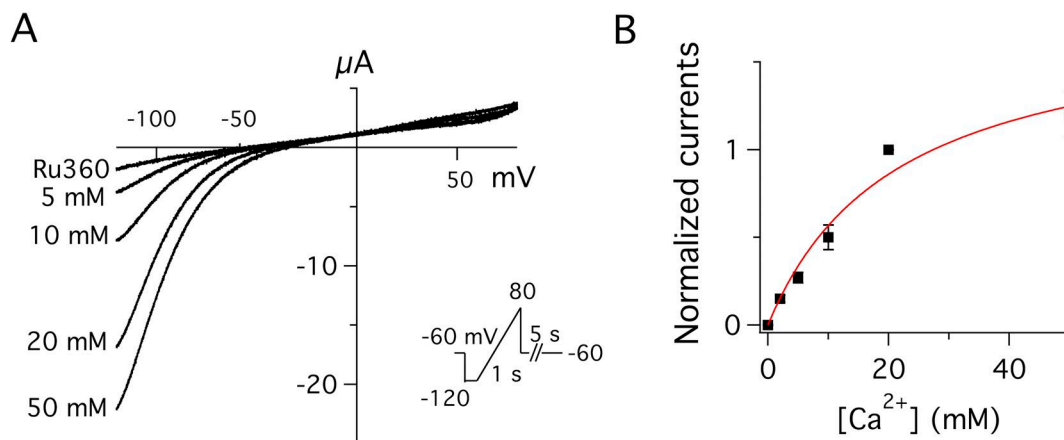 A
µA
-100
-50
Ru360
5 mM
10 mM
20 mM
50 mM
50
mV
-10
-20
80
-60 mV
5 s
-60
1 s
-120
B
Normalized currents
1
0
0
20
40
[Ca2+] (mM)